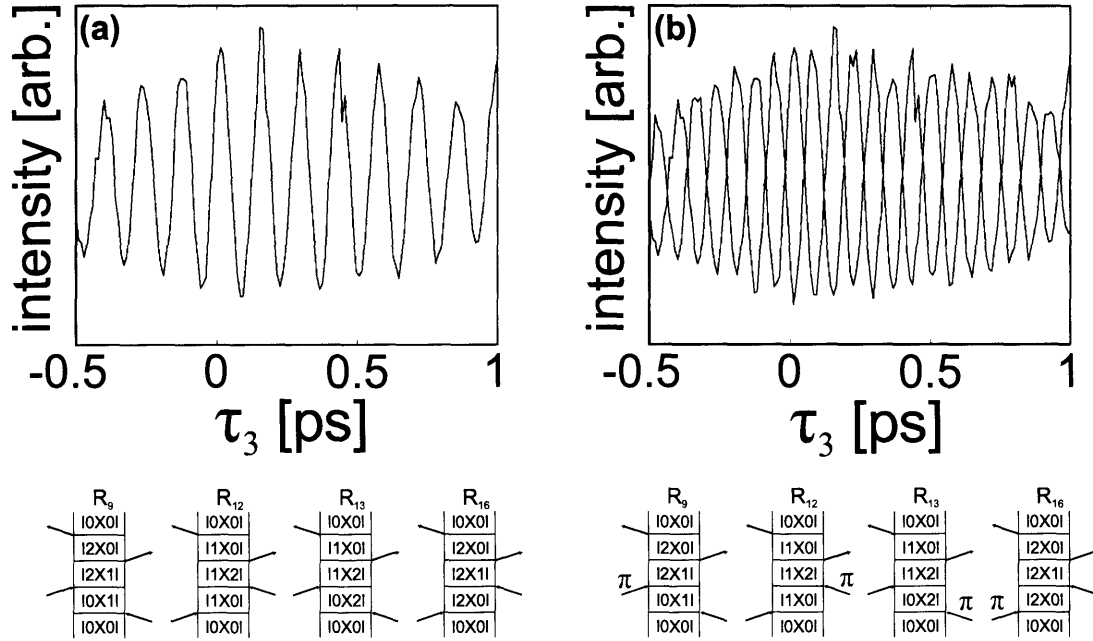 (a)
intensity [arb.]
-0.5 0 0.5 1
τ₃ [ps]
(b)
intensity [arb.]
-0.5 0 0.5 1
τ₃ [ps]
R₉ R₁₂ R₁₃ R₁₆
|0X0| |0X0| |0X0| |0X0|
|2X0| |1X0| |1X0| |2X0|
|2X1| |1X2| |1X2| |2X1|
|0X1| |1X0| |0X2| |2X0|
|0X0| |0X0| |0X0| |0X0|
R₉ R₁₂ R₁₃ R₁₆
|0X0| |0X0| |0X0| |0X0|
|2X0| |1X0| |1X0| |2X0|
π |2X1| |1X2| π |1X2| |2X1|
|0X1| |1X0| |0X2| π π |2X0|
|0X0| |0X0| |0X0| |0X0|